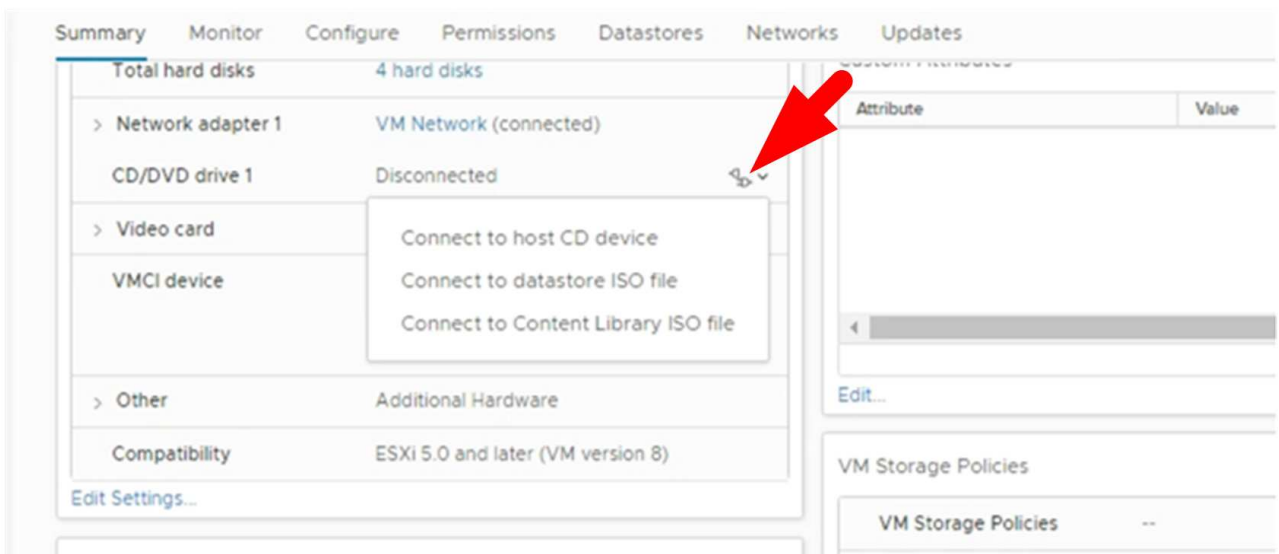 Summary Monitor Configure Permissions Datastores Networks Updates
Total hard disks 4 hard disks
Network adapter 1 VM Network (connected)
CD/DVD drive 1 Disconnected
Connect to host CD device
Connect to datastore ISO file
Connect to Content Library ISO file
Video card
VMCI device
Other Additional Hardware
Compatibility ESXi 5.0 and later (VM version 8)
Edit Settings...
Custom Attributes
Attribute Value
Edit...
VM Storage Policies
VM Storage Policies --